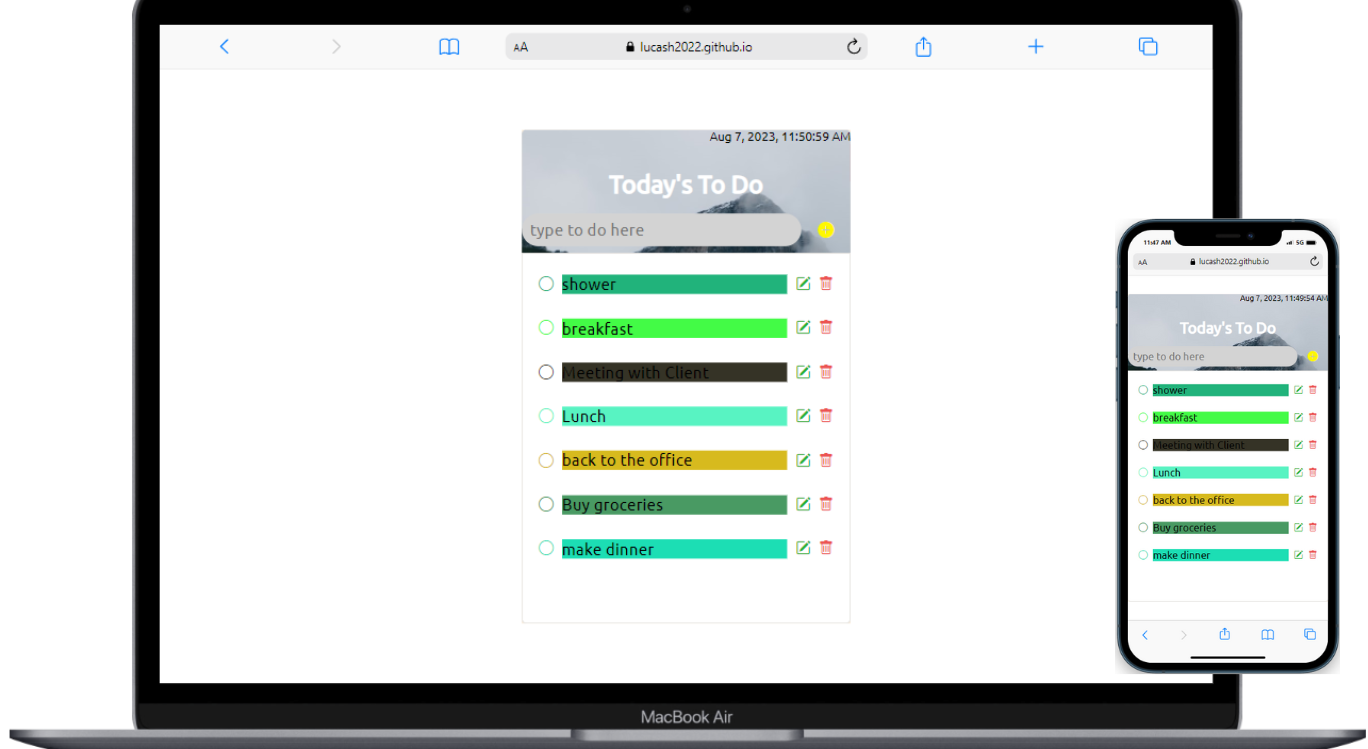 AA lucash2022.github.io
Aug 7, 2023, 11:50:59 AM
Today's To Do
type to do here
shower
breakfast
Meeting with Client
Lunch
back to the office
Buy groceries
make dinner
MacBook Air
11:47 AM 5G
AA lucash2022.github.io
Aug 7, 2023, 11:49:54 AM
Today's To Do
type to do here
shower
breakfast
Meeting with Client
Lunch
back to the office
Buy groceries
make dinner